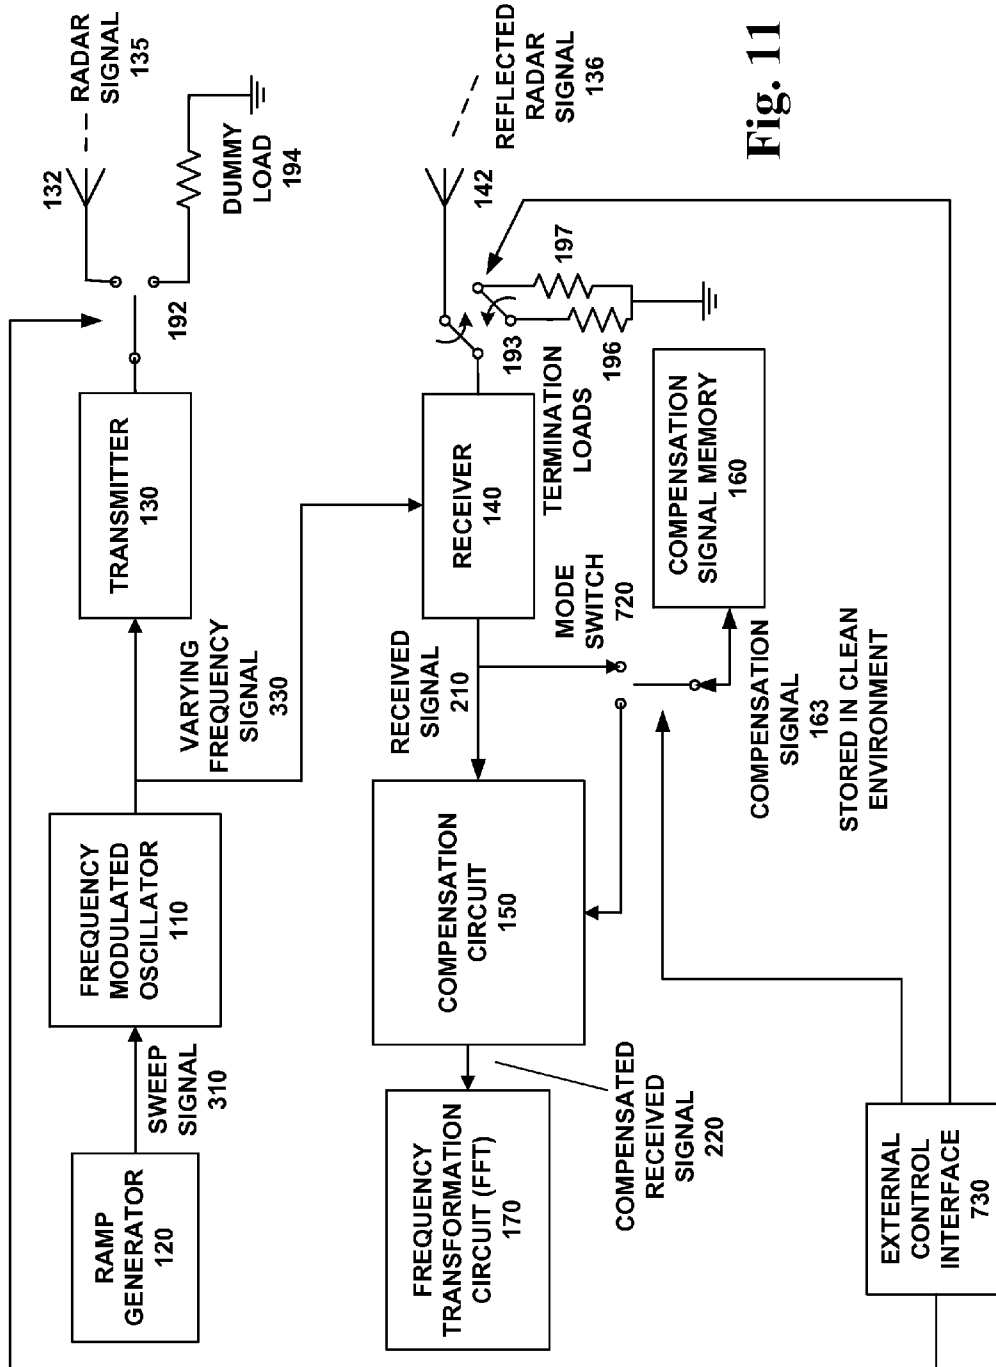 RAMP
GENERATOR
120
SWEEP
SIGNAL
310
FREQUENCY
MODULATED
OSCILLATOR
110
VARYING
FREQUENCY
SIGNAL
330
TRANSMITTER
130
192
132
RADAR
SIGNAL
135
DUMMY
LOAD
194
FREQUENCY
TRANSFORMATION
CIRCUIT (FFT)
170
COMPENSATED
RECEIVED
SIGNAL
220
COMPENSATION
CIRCUIT
150
RECEIVED
SIGNAL
210
RECEIVER
140
MODE
SWITCH
720
TERMINATION
LOADS
193
196
197
142
REFLECTED
RADAR
SIGNAL
136
COMPENSATION
SIGNAL MEMORY
160
COMPENSATION
SIGNAL
163
STORED IN CLEAN
ENVIRONMENT
EXTERNAL
CONTROL
INTERFACE
730
Fig. 11